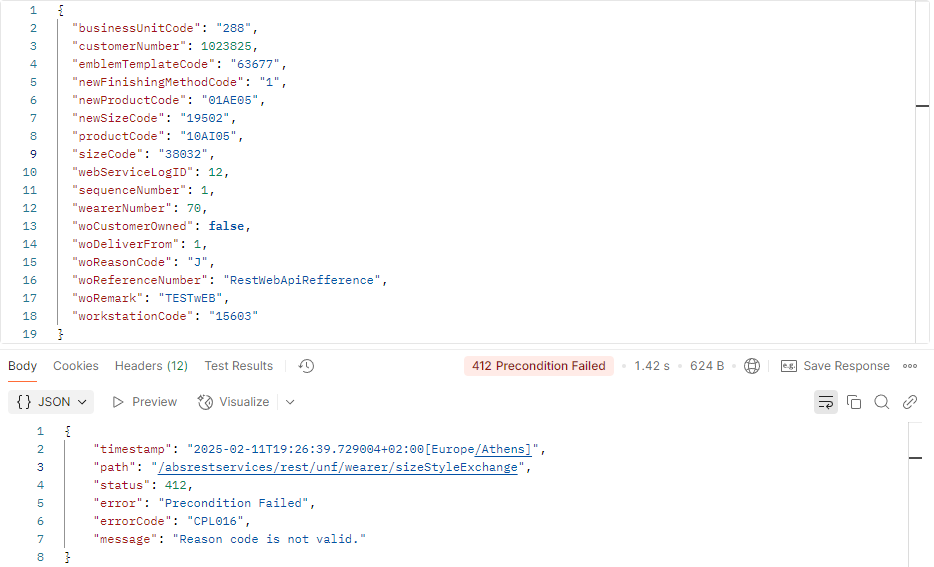 1 {
2 "businessUnitCode": "288",
3 "customerNumber": 1023825,
4 "emblemTemplateCode": "63677",
5 "newFinishingMethodCode": "1",
6 "newProductCode": "01AE05",
7 "newSizeCode": "19502",
8 "productCode": "10AI05",
9 "sizeCode": "38032",
10 "webServiceLogID": 12,
11 "sequenceNumber": 1,
12 "wearerNumber": 70,
13 "woCustomerOwned": false,
14 "woDeliverFrom": 1,
15 "woReasonCode": "J",
16 "woReferenceNumber": "RestWebApiRefference",
17 "woRemark": "TESTwEB",
18 "workstationCode": "15603"
19 }
Body Cookies Headers (12) Test Results 412 Precondition Failed • 1.42 s • 624 B • e.g. Save Response
{} JSON Preview Visualize
1 {
2 "timestamp": "2025-02-11T19:26:39.729004+02:00[Europe/Athens]",
3 "path": "/absrestservices/rest/unf/wearer/sizeStyleExchange",
4 "status": 412,
5 "error": "Precondition Failed",
6 "errorCode": "CPL016",
7 "message": "Reason code is not valid."
8 }